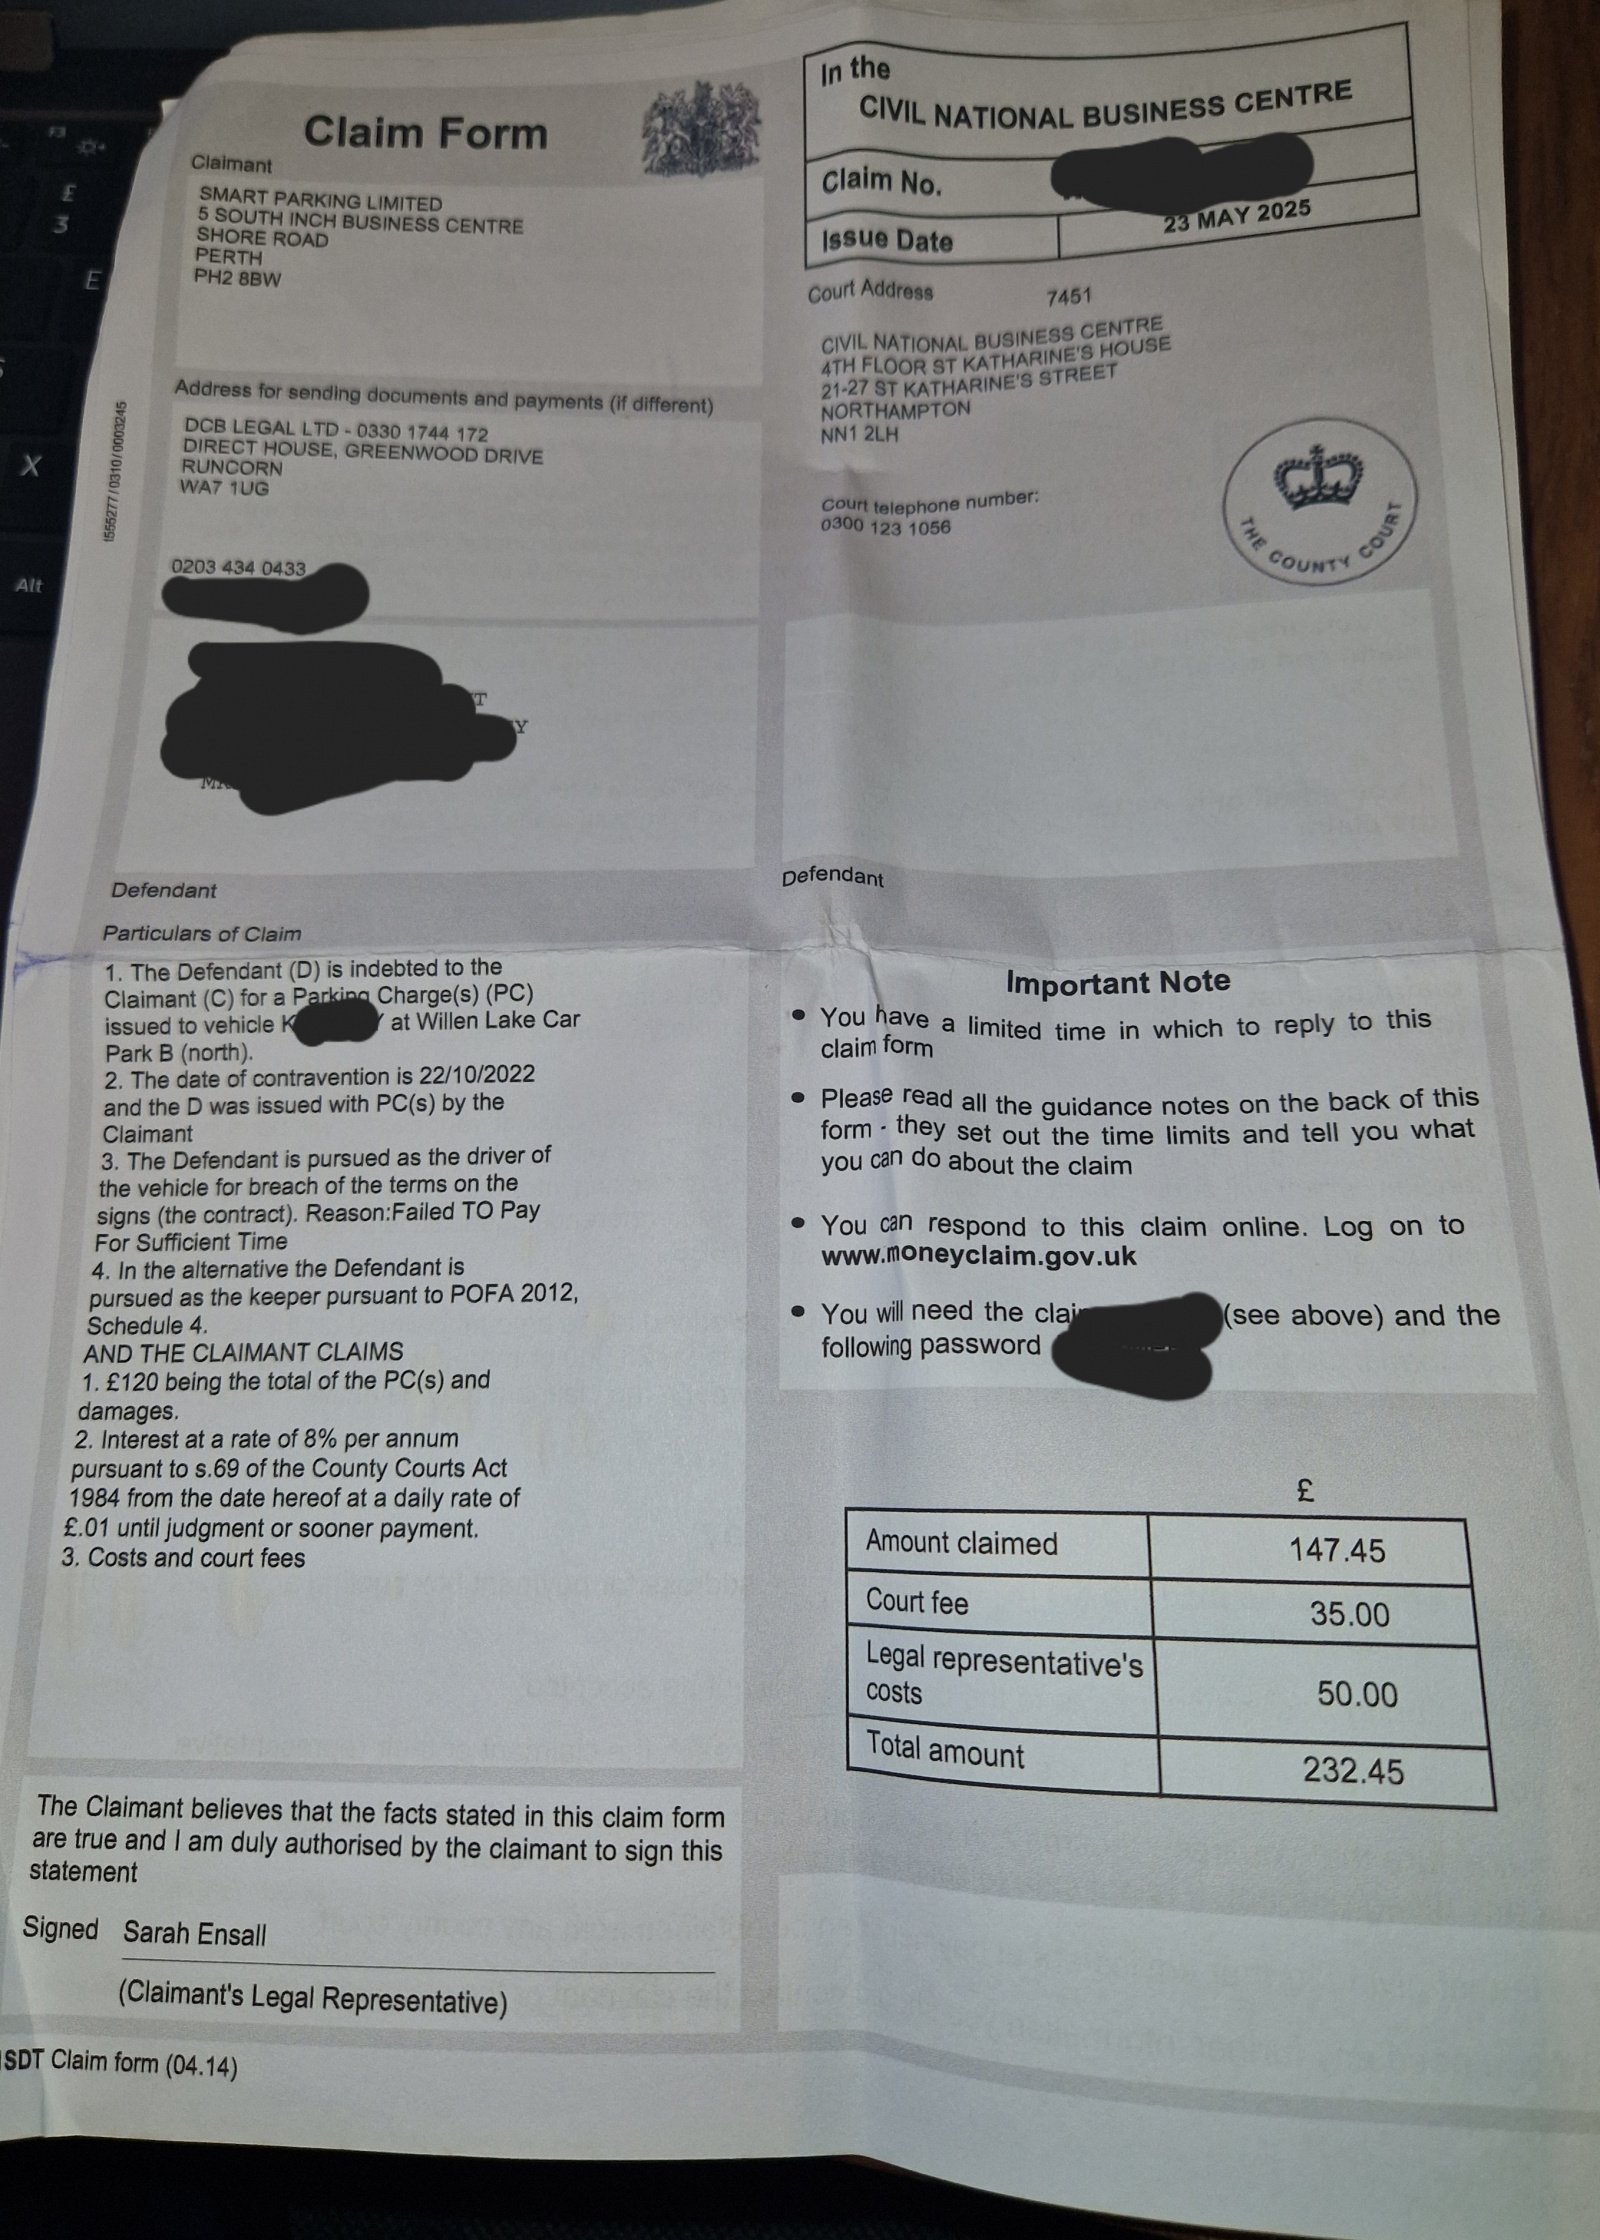 Claim Form
Claimant
SMART PARKING LIMITED
5 SOUTH INCH BUSINESS CENTRE
SHORE ROAD
PERTH
PH2 8BW
Address for sending documents and payments (if different)
DCB LEGAL LTD - 0330 1744 172
DIRECT HOUSE, GREENWOOD DRIVE
RUNCORN
WA7 1UG
0203 434 0433
T
Y
Defendant
In the
CIVIL NATIONAL BUSINESS CENTRE
Claim No.
Issue Date 23 MAY 2025
Court Address 7451
CIVIL NATIONAL BUSINESS CENTRE
4TH FLOOR ST KATHARINE'S HOUSE
21-27 ST KATHARINE'S STREET
NORTHAMPTON
NN1 2LH
Court telephone number:
0300 123 1056
THE COUNTY COURT
Defendant
Particulars of Claim
1. The Defendant (D) is indebted to the
Claimant (C) for a Parking Charge(s) (PC)
issued to vehicle K Y at Willen Lake Car
Park B (north).
2. The date of contravention is 22/10/2022
and the D was issued with PC(s) by the
Claimant
3. The Defendant is pursued as the driver of
the vehicle for breach of the terms on the
signs (the contract). Reason:Failed TO Pay
For Sufficient Time
4. In the alternative the Defendant is
pursued as the keeper pursuant to POFA 2012,
Schedule 4.
AND THE CLAIMANT CLAIMS
1. £120 being the total of the PC(s) and
damages.
2. Interest at a rate of 8% per annum
pursuant to s.69 of the County Courts Act
1984 from the date hereof at a daily rate of
£.01 until judgment or sooner payment.
3. Costs and court fees
The Claimant believes that the facts stated in this claim form
are true and I am duly authorised by the claimant to sign this
statement
Signed Sarah Ensall
(Claimant's Legal Representative)
SDT Claim form (04.14)
Important Note
• You have a limited time in which to reply to this
claim form
• Please read all the guidance notes on the back of this
form - they set out the time limits and tell you what
you can do about the claim
• You can respond to this claim online. Log on to
www.moneyclaim.gov.uk
• You will need the claim (see above) and the
following password
£
Amount claimed 147.45
Court fee 35.00
Legal representative's
costs 50.00
Total amount 232.45
1555277/0310/0003245
F3
£
3
E
X
Alt